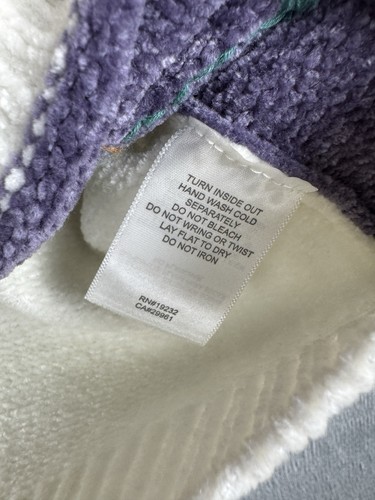 TURN INSIDE OUT
HAND WASH COLD
SEPARATELY
DO NOT BLEACH
DO NOT WRING OR TWIST
LAY FLAT TO DRY
DO NOT IRON
RN#19232
CA#29961